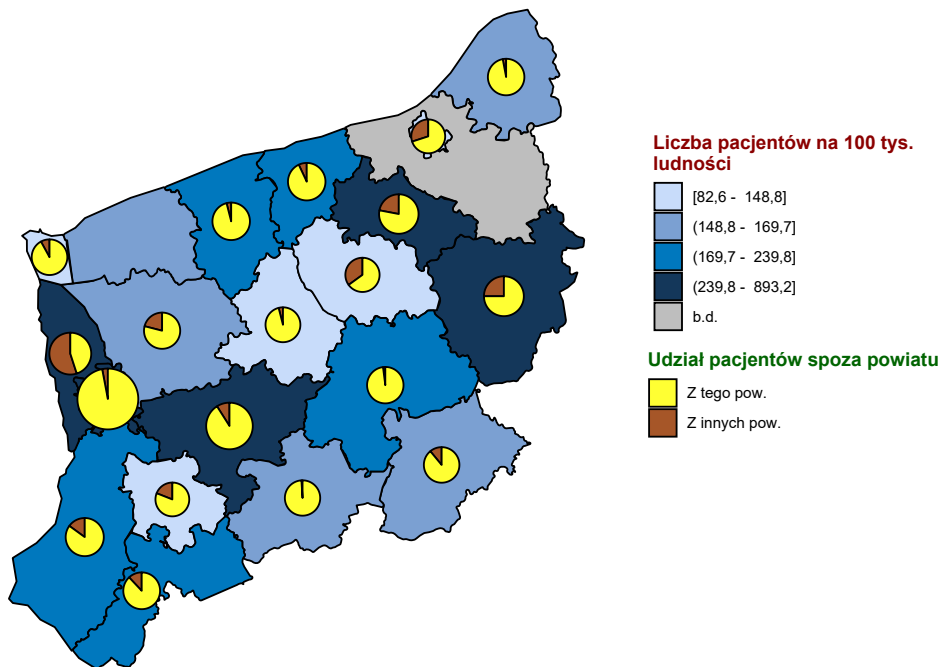 Liczba pacjentów na 100 tys.
ludności
[82,6 - 148,8]
(148,8 - 169,7]
(169,7 - 239,8]
(239,8 - 893,2]
b.d.
Udział pacjentów spoza powiatu
Z tego pow.
Z innych pow.